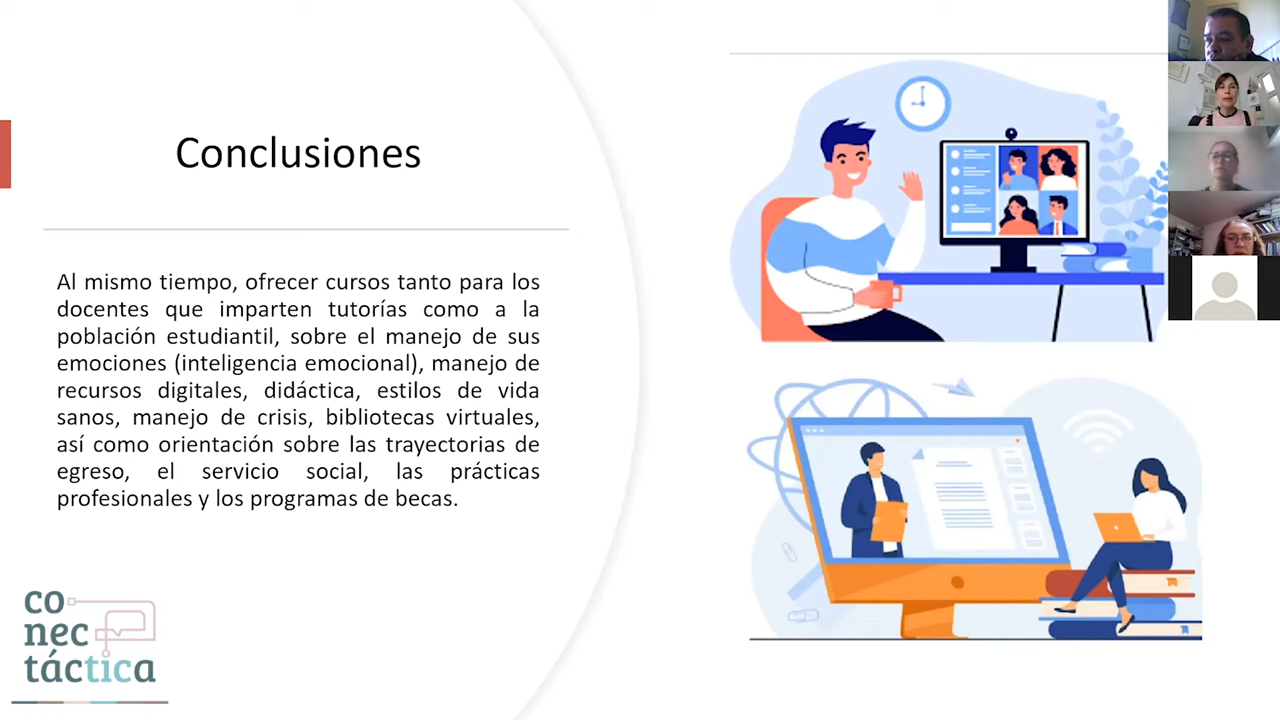 Conclusiones
Al mismo tiempo, ofrecer cursos tanto para los
docentes que imparten tutorías como a la
población estudiantil, sobre el manejo de sus
emociones (inteligencia emocional), manejo de
recursos digitales, didáctica, estilos de vida
sanos, manejo de crisis, bibliotecas virtuales,
así como orientación sobre las trayectorias de
egreso, el servicio social, las prácticas
profesionales y los programas de becas.
co
nec
táctica